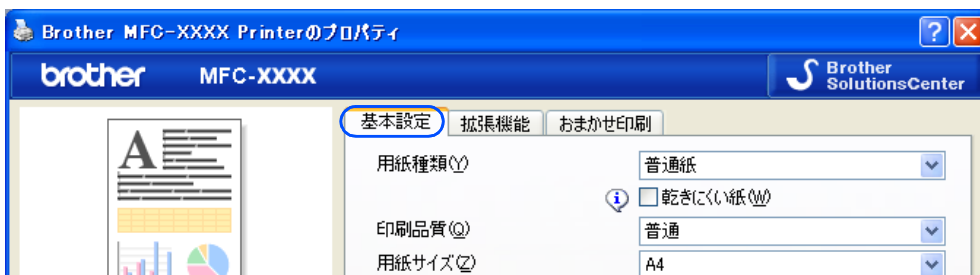 Brother MFC-XXXX Printerのプロパティ
brother MFC-XXXX
Brother
SolutionsCenter
基本設定 拡張機能 おまかせ印刷
A
用紙種類(Y) 普通紙
乾きにくい紙(W)
印刷品質(Q) 普通
用紙サイズ(Z) A4